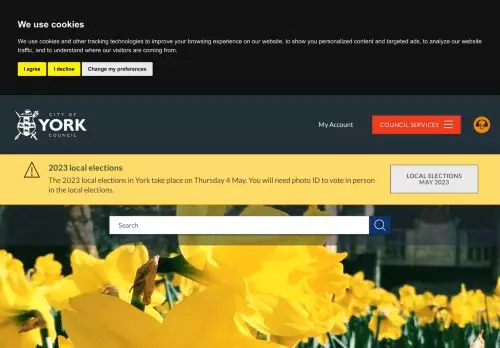 We use cookies
We use cookies and other tracking technologies to improve your browsing experience on our website, to show you personalized content and targeted ads, to analyze our website
traffic, and to understand where our visitors are coming from.
I agree
I decline
Change my preferences
CITY OF
YORK
COUNCIL
My Account
COUNCIL SERVICES
2023 local elections
The 2023 local elections in York take place on Thursday 4 May. You will need photo ID to vote in person
in the local elections.
LOCAL ELECTIONS
MAY 2023
Search